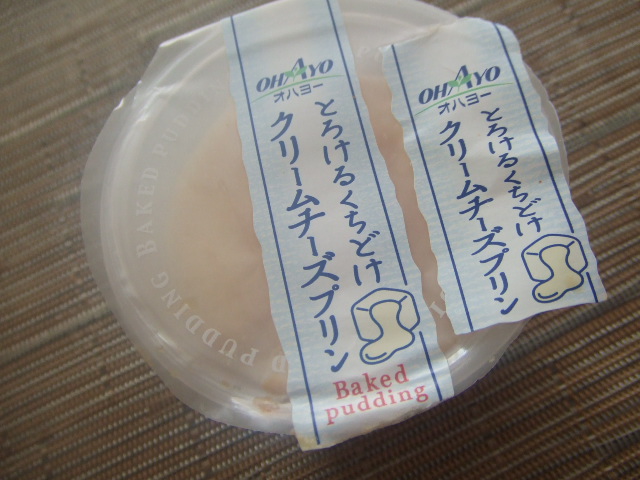 OHAYO
オハヨー
とろけるくちどけ
クリームチーズプリン
Baked
pudding
OHAYO
オハヨー
とろけるくちどけ
クリームチーズプリン
BAKED PUDDING